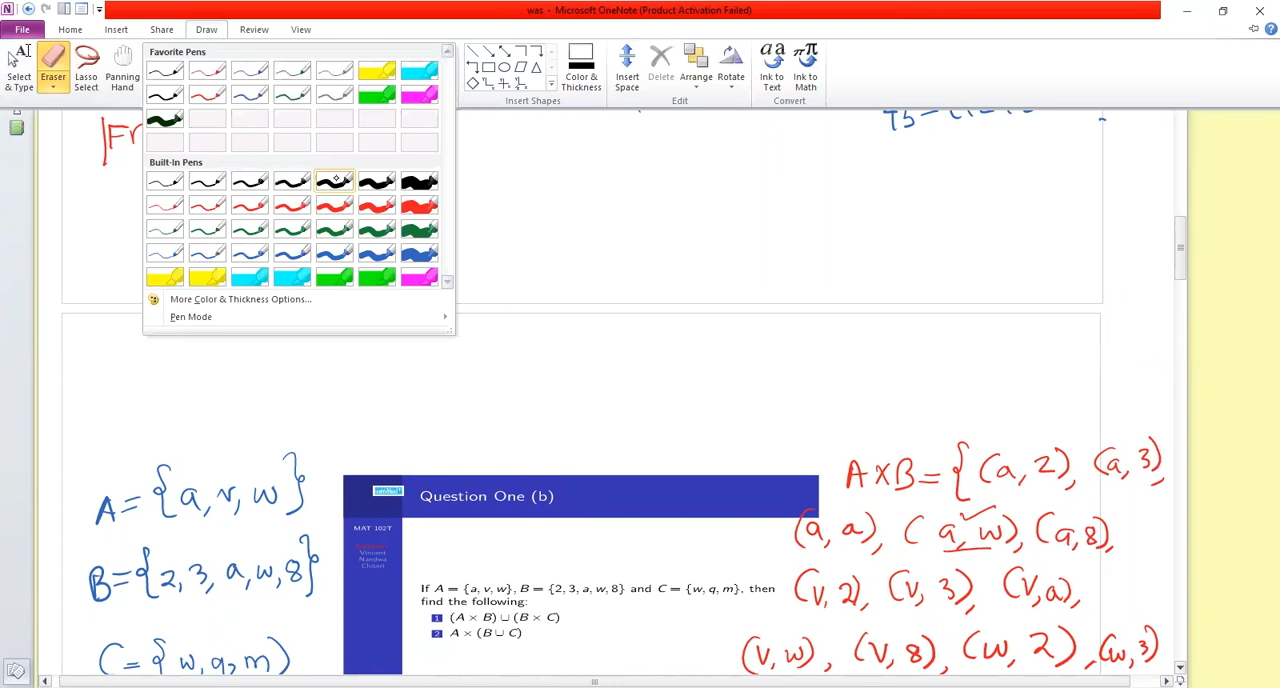 was - Microsoft OneNote (Product Activation Failed)
File Home Insert Share Draw Review View
Select & Type
Eraser
Lasso Select
Panning Hand
Favorite Pens
Built-In Pens
More Color & Thickness Options...
Pen Mode
Insert Shapes
Color & Thickness
Insert Space
Delete
Arrange
Rotate
Edit
Ink to Text
Ink to Math
Convert
|Fr
A = {a, v, w}
B = {2, 3, a, w, 8}
C = {w, q, m}
Question One (b)
MAT 102T
Vincent
Nandwa
Chiteri
If A = {a, v, w}, B = {2, 3, a, w, 8} and C = {w, q, m}, then
find the following:
1 (A × B) ∪ (B × C)
2 A × (B ∪ C)
A×B = { (a, 2), (a, 3),
(a, a), (a, w), (a, 8),
(v, 2), (v, 3), (v, a),
(v, w), (v, 8), (w, 2), (w, 3)